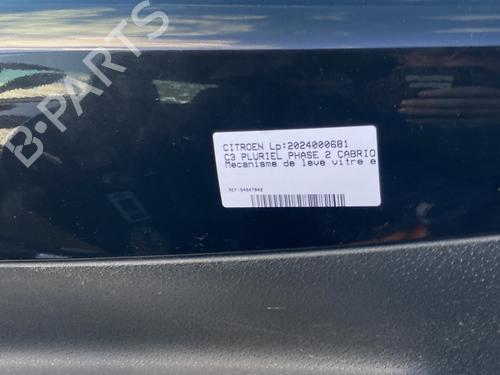 B-PARTS
CITROEN Lp:2024000681
C3 PLURIEL PHASE 2 CABRIO
Mecanisme de leve vitre e